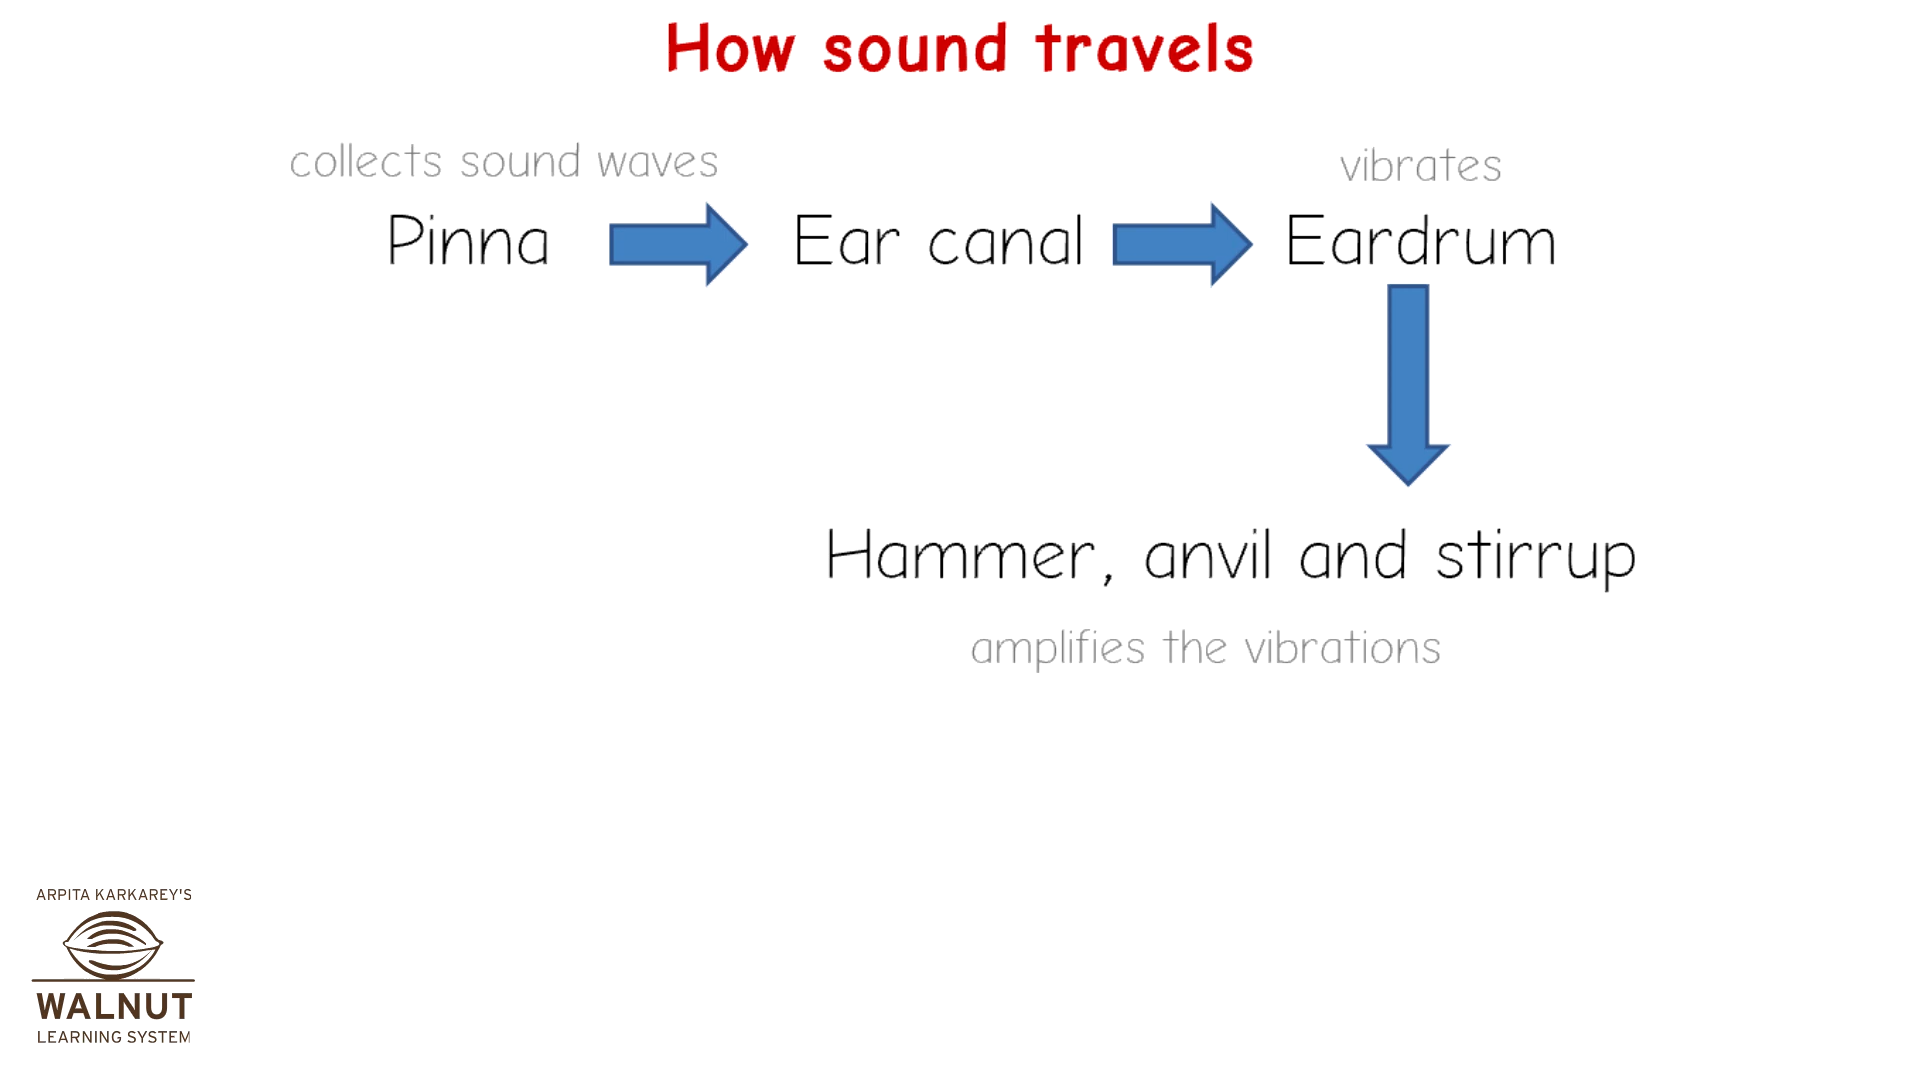 How sound travels
collects sound waves
vibrates
Pinna
Ear canal
Eardrum
Hammer, anvil and stirrup
amplifies the vibrations
ARPITA KARKAREY'S
WALNUT
LEARNING SYSTEM